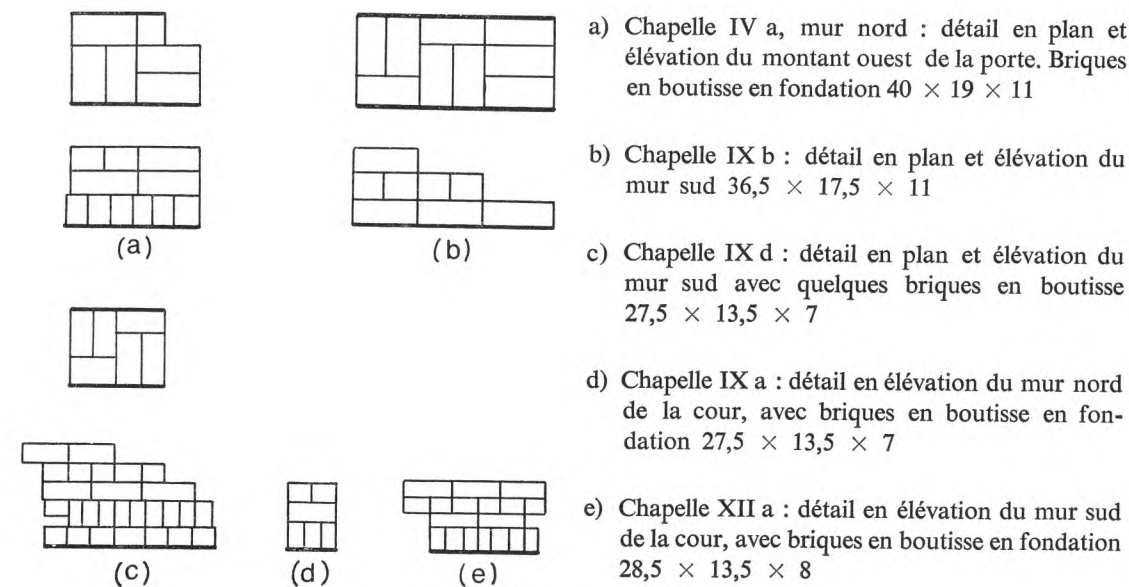 a) Chapelle IV a, mur nord : détail en plan et
élévation du montant ouest de la porte. Briques
en boutisse en fondation 40 × 19 × 11
b) Chapelle IX b : détail en plan et élévation du
mur sud 36,5 × 17,5 × 11
c) Chapelle IX d : détail en plan et élévation du
mur sud avec quelques briques en boutisse
27,5 × 13,5 × 7
d) Chapelle IX a : détail en élévation du mur nord
de la cour, avec briques en boutisse en fon-
dation 27,5 × 13,5 × 7
e) Chapelle XII a : détail en élévation du mur sud
de la cour, avec briques en boutisse en fondation
28,5 × 13,5 × 8
(a)
(b)
(c)
(d)
(e)